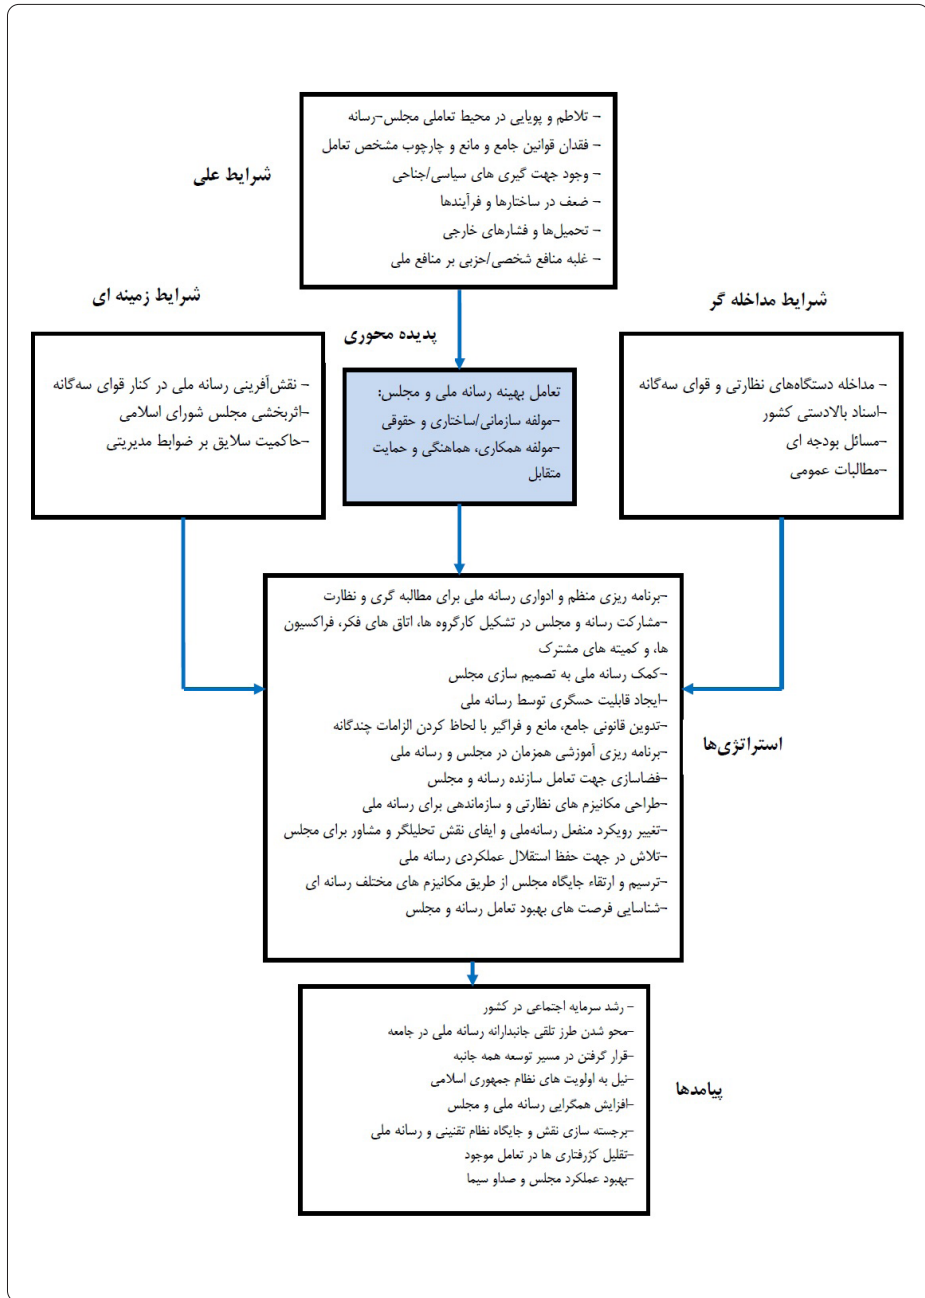 شرایط علی
- تلاطم و پویایی در محیط تعاملی مجلس-رسانه
- فقدان قوانین جامع و مانع و چارچوب مشخص تعامل
- وجود جهت گیری های سیاسی/جناحی
- ضعف در ساختارها و فرآیندها
- تحمیل‌ها و فشارهای خارجی
- غلبه منافع شخصی/حزبی بر منافع ملی
شرایط مداخله گر
- مداخله دستگاه‌های نظارتی و قوای سه‌گانه
-اسناد بالادستی کشور
-مسائل بودجه ای
-مطالبات عمومی
پدیده محوری
تعامل بهینه رسانه ملی و مجلس:
-مولفه سازمانی/ساختاری و حقوقی
-مولفه همکاری، هماهنگی و حمایت
متقابل
شرایط زمینه ای
- نقش‌آفرینی رسانه ملی در کنار قوای سه‌گانه
-اثربخشی مجلس شورای اسلامی
-حاکمیت سلایق بر ضوابط مدیریتی
استراتژی‌ها
-برنامه ریزی منظم و ادواری رسانه ملی برای مطالبه گری و نظارت
-مشارکت رسانه و مجلس در تشکیل کارگروه ها، اتاق های فکر، فراکسیون
ها، و کمیته های مشترک
-کمک رسانه ملی به تصمیم سازی مجلس
-ایجاد قابلیت حسگری توسط رسانه ملی
-تدوین قانونی جامع، مانع و فراگیر با لحاظ کردن الزامات چندگانه
-برنامه ریزی آموزشی همزمان در مجلس و رسانه ملی
-فضاسازی جهت تعامل سازنده رسانه و مجلس
-طراحی مکانیزم های نظارتی و سازماندهی برای رسانه ملی
-تغییر رویکرد منفعل رسانه‌ملی و ایفای نقش تحلیلگر و مشاور برای مجلس
-تلاش در جهت حفظ استقلال عملکردی رسانه ملی
-ترسیم و ارتقاء جایگاه مجلس از طریق مکانیزم های مختلف رسانه ای
-شناسایی فرصت های بهبود تعامل رسانه و مجلس
پیامدها
- رشد سرمایه اجتماعی در کشور
-محو شدن طرز تلقی جانبدارانه رسانه ملی در جامعه
-قرار گرفتن در مسیر توسعه همه جانبه
-نیل به اولویت های نظام جمهوری اسلامی
-افزایش همگرایی رسانه ملی و مجلس
-برجسته سازی نقش و جایگاه نظام تقنینی و رسانه ملی
-تقلیل کژرفتاری ها در تعامل موجود
-بهبود عملکرد مجلس و صداو سیما